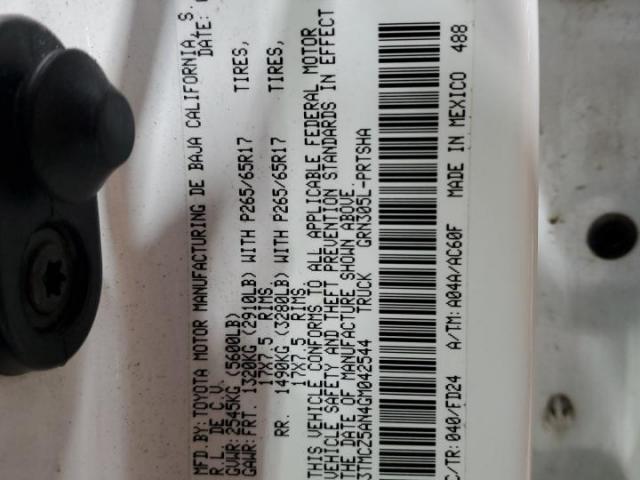 MFD.BY:TOYOTA MOTOR MANUFACTURING DE BAJA CALIFORNIA, S.
R.L. DE C.V. DATE:
GVWR:2545KG(5600LB)
GAWR:FRT. 1320KG(2910LB) WITH P265/65R17 TIRES,
17X7.5 RIMS,
RR. 1490KG(3280LB) WITH P265/65R17 TIRES,
17X7.5 RIMS.
THIS VEHICLE CONFORMS TO ALL APPLICABLE FEDERAL MOTOR
VEHICLE SAFETY AND THEFT PREVENTION STANDARDS IN EFFECT
THE DATE OF MANUFACTURE SHOWN ABOVE.
3TMCZ5AN4GM042544 TRUCK GRN305L-PRTSHA
C/TR:040/FD24 A/TM:A04A/AC60F MADE IN MEXICO 488